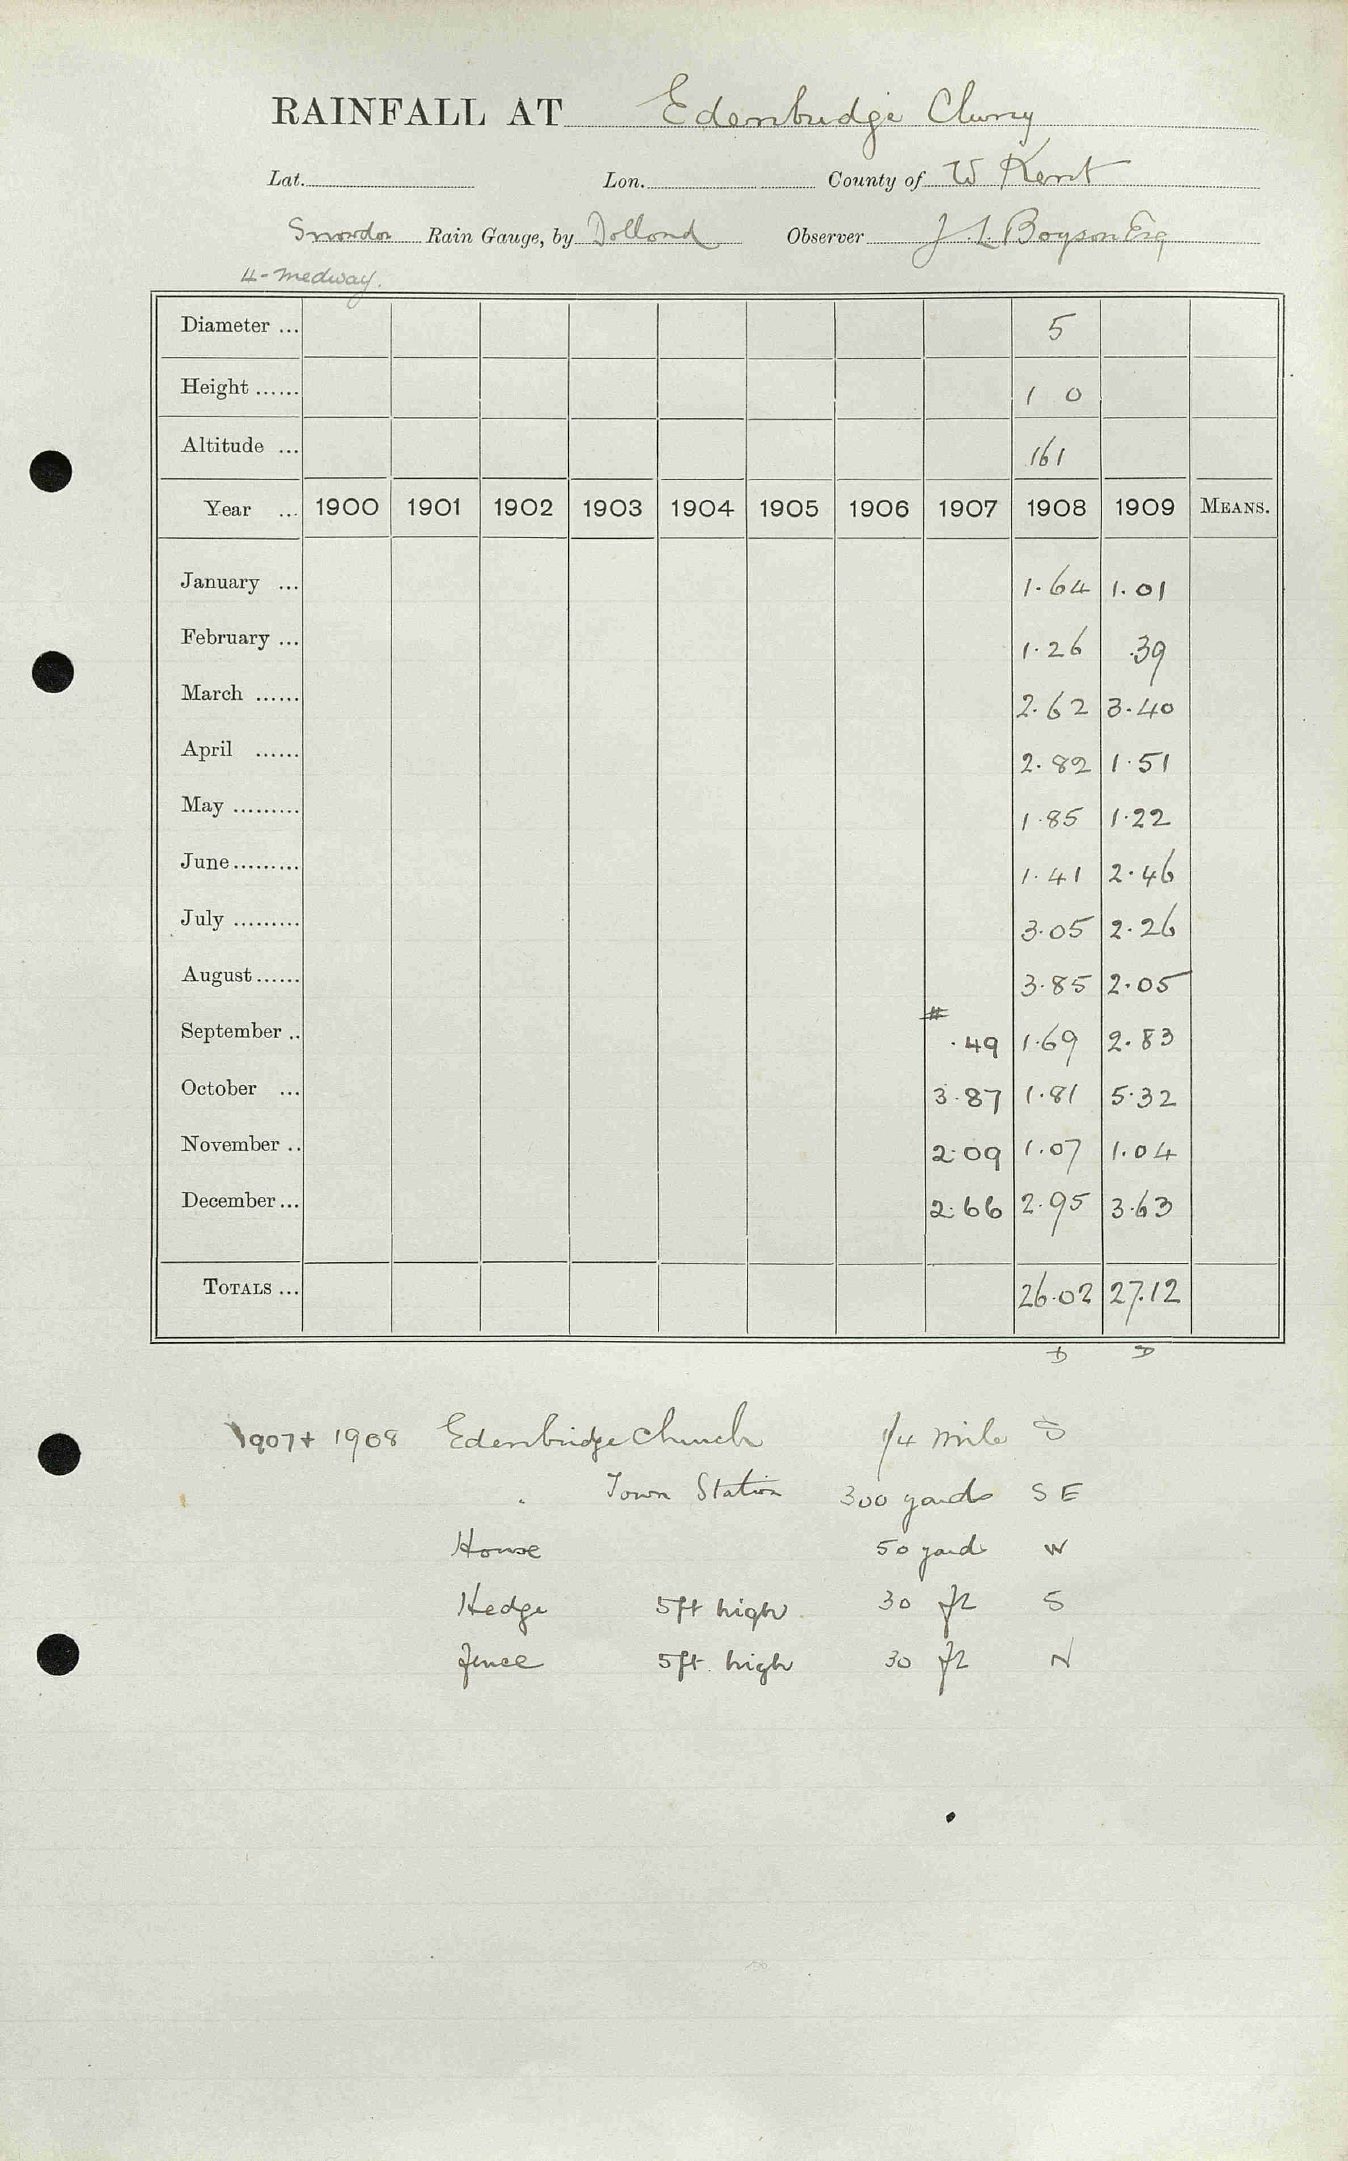 RAINFALL AT Edenbridge Cluny
Lat. Lon. County of W Kent
Snowdon Rain Gauge, by Dollond Observer J L Boyson Esq
4 - Medway.
Diameter ... 5
Height ...... 1 0
Altitude ... 161
Year ... 1900 1901 1902 1903 1904 1905 1906 1907 1908 1909 MEANS.
January ... 1.64 1.01
February ... 1.26 .39
March ...... 2.62 3.40
April ...... 2.82 1.51
May ......... 1.85 1.22
June ......... 1.41 2.46
July ......... 3.05 2.26
August ...... 3.85 2.05
#
September .. .49 1.69 2.83
October ... 3.87 1.81 5.32
November .. 2.09 1.07 1.04
December ... 2.66 2.95 3.63
TOTALS ... 26.02 27.12
D D
1907 + 1908 Edenbridge Church 1/4 mile S
" Town Station 300 yards S E
House 50 yards W
Hedge 5ft high 30 ft S
fence 5ft. high 30 ft N